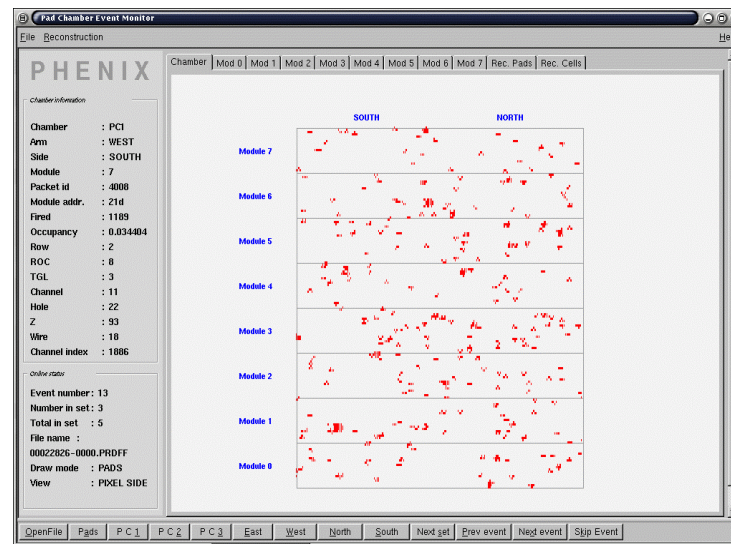 Pad Chamber Event Monitor
File Reconstruction He
PHENIX
Chamber Mod 0 Mod 1 Mod 2 Mod 3 Mod 4 Mod 5 Mod 6 Mod 7 Rec. Pads Rec. Cells
Chamber information
Chamber : PC1
Arm : WEST
Side : SOUTH
Module : 7
Packet id : 4008
Module addr. : 21d
Fired : 1189
Occupancy : 0.034404
Row : 2
ROC : 8
TGL : 3
Channel : 11
Hole : 22
Z : 93
Wire : 18
Channel index : 1886
Online status
Event number : 13
Number in set : 3
Total in set : 5
File name :
00022826-0000.PRDFF
Draw mode : PADS
View : PIXEL SIDE
SOUTH NORTH
Module 7
Module 6
Module 5
Module 4
Module 3
Module 2
Module 1
Module 0
OpenFile Pads P C 1 P C 2 P C 3 East West North South Next set Prev event Next event Skip Event